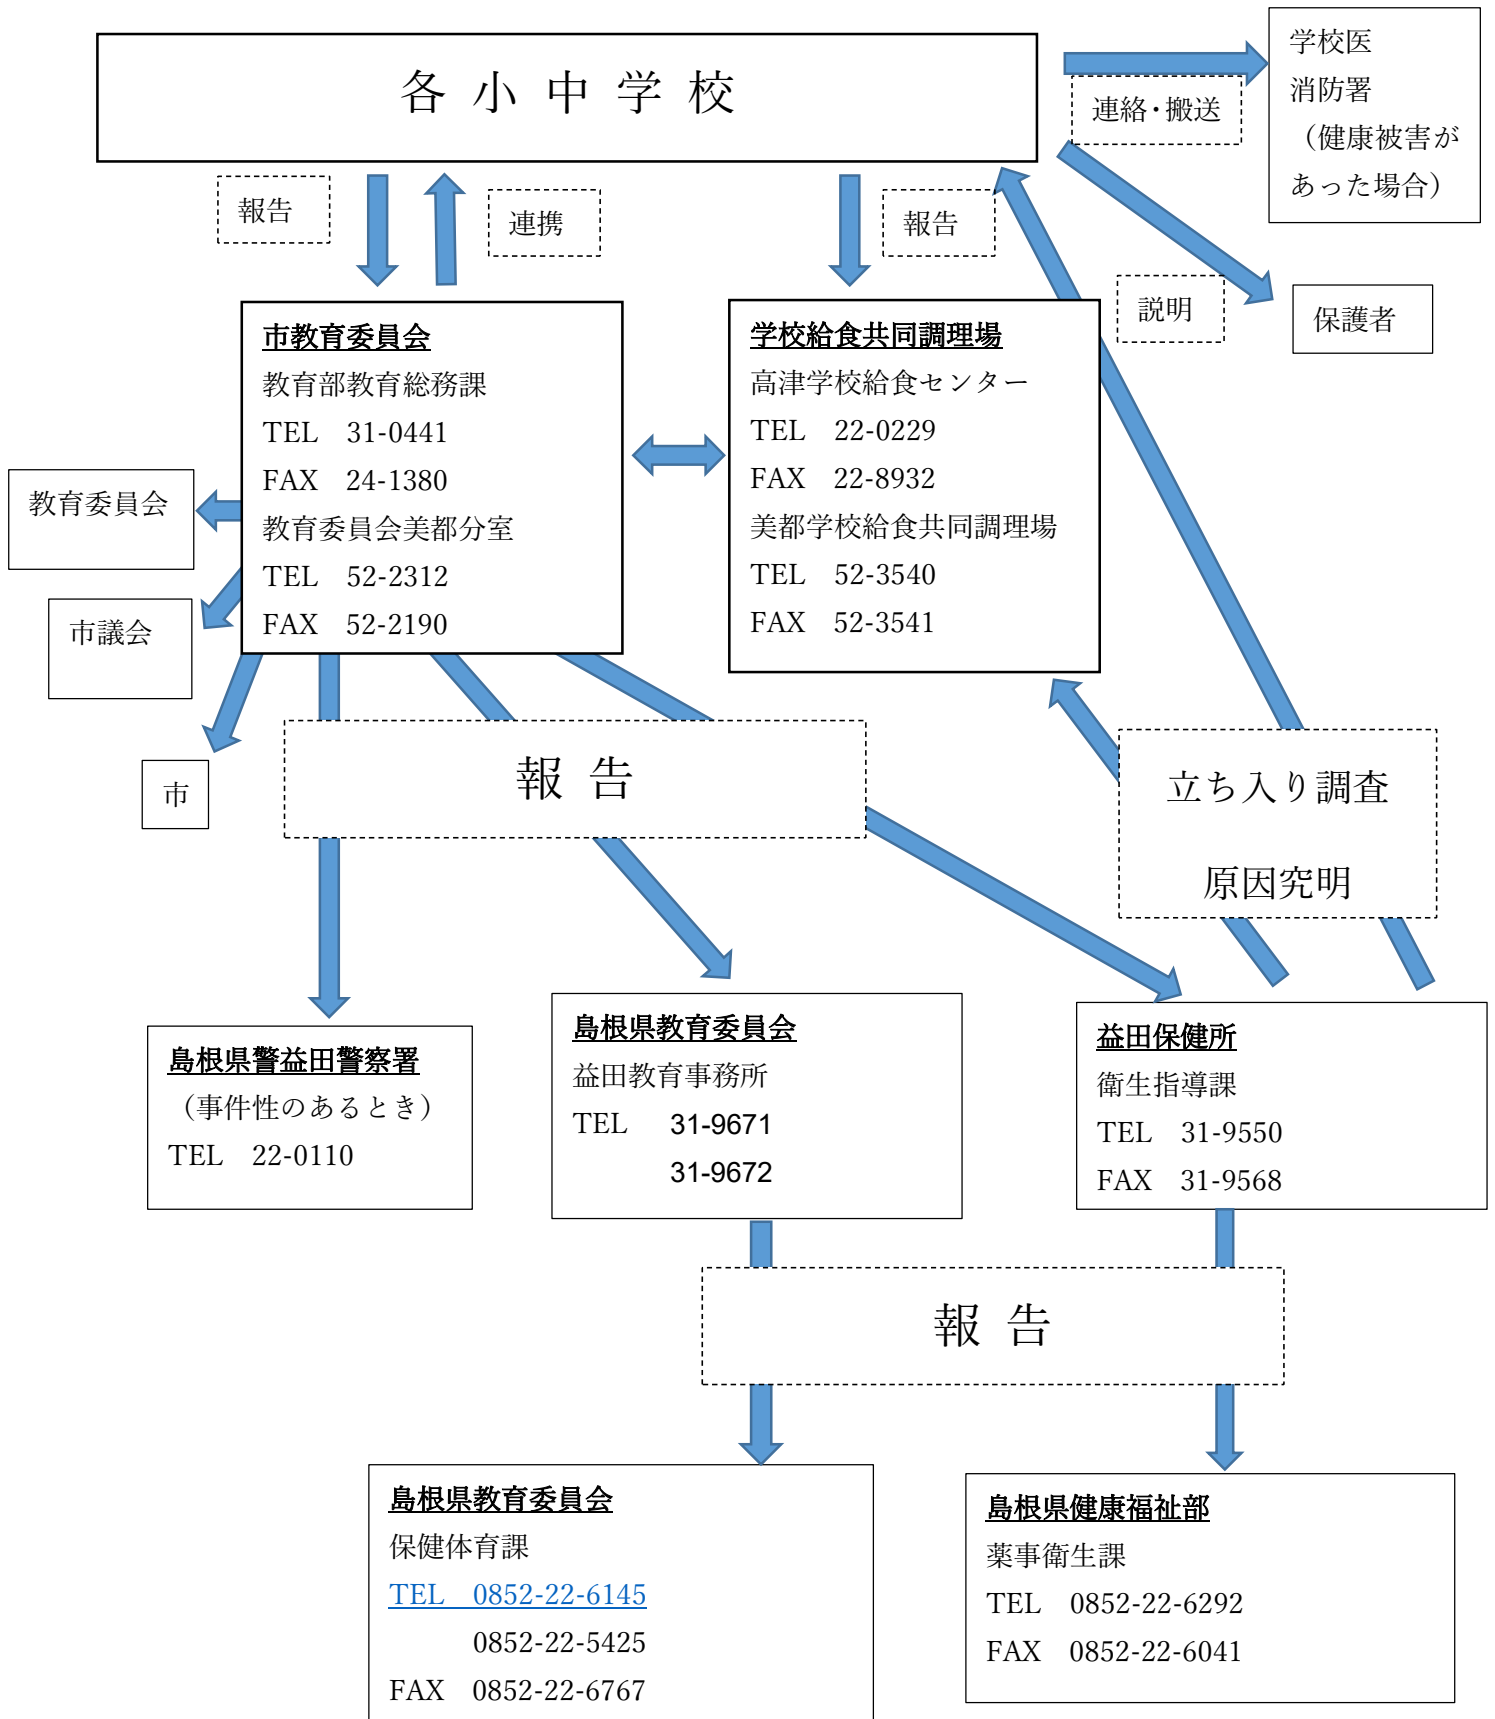 各小中学校
学校医
消防署
（健康被害が
あった場合）
連絡・搬送
報告
連携
報告
説明
保護者
市教育委員会
教育部教育総務課
TEL　31-0441
FAX　24-1380
教育委員会美都分室
TEL　52-2312
FAX　52-2190
学校給食共同調理場
高津学校給食センター
TEL　22-0229
FAX　22-8932
美都学校給食共同調理場
TEL　52-3540
FAX　52-3541
教育委員会
市議会
市
報告
立ち入り調査
原因究明
島根県警益田警察署
（事件性のあるとき）
TEL　22-0110
島根県教育委員会
益田教育事務所
TEL　31-9671
31-9672
益田保健所
衛生指導課
TEL　31-9550
FAX　31-9568
報告
島根県教育委員会
保健体育課
TEL　0852-22-6145
0852-22-5425
FAX　0852-22-6767
島根県健康福祉部
薬事衛生課
TEL　0852-22-6292
FAX　0852-22-6041